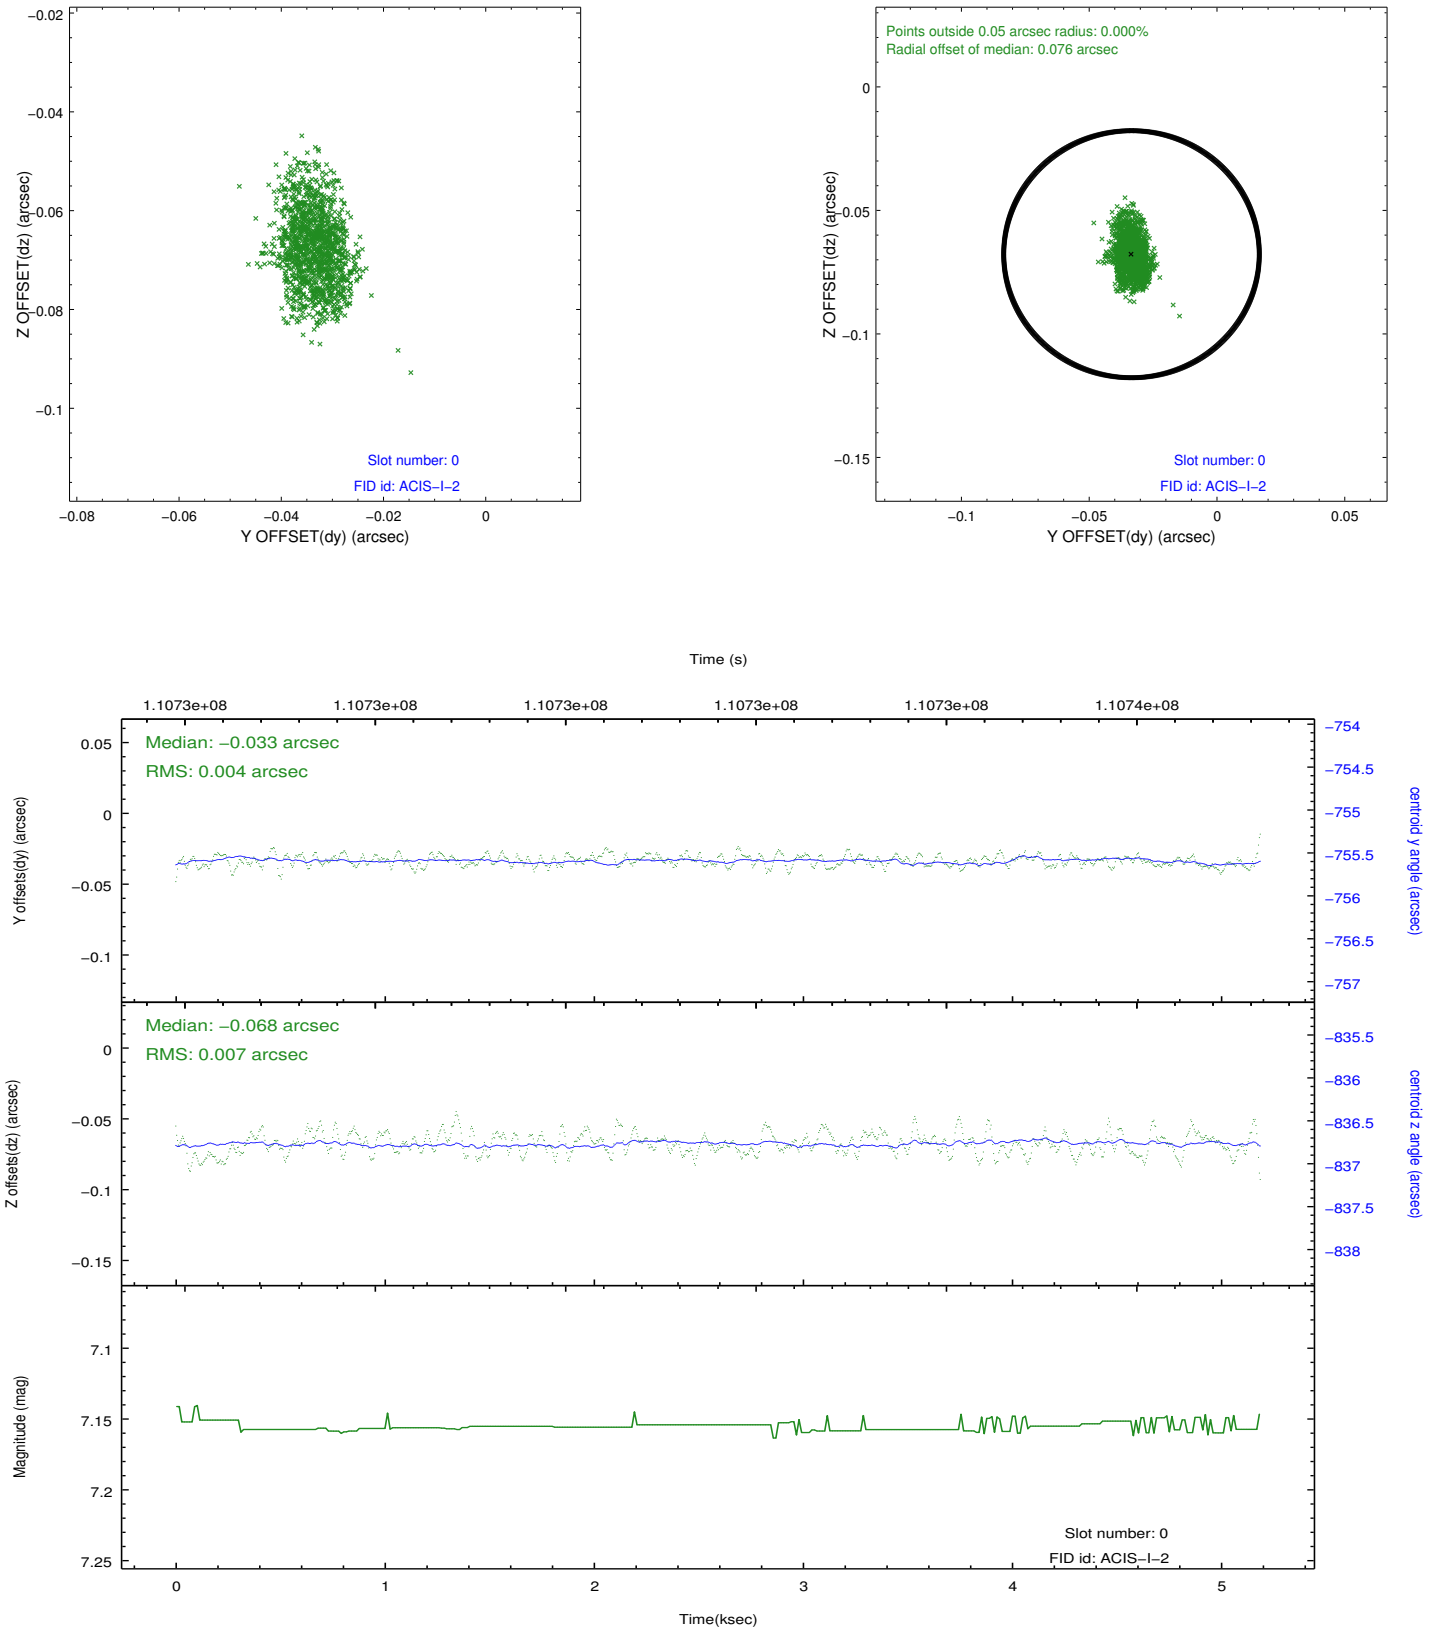 −0.02
−0.04
−0.06
−0.08
−0.1
Z OFFSET(dz) (arcsec)
Slot number: 0
FID id: ACIS−I−2
−0.08 −0.06 −0.04 −0.02 0
Y OFFSET(dy) (arcsec)
Points outside 0.05 arcsec radius: 0.000%
Radial offset of median: 0.076 arcsec
0
−0.05
−0.1
−0.15
Z OFFSET(dz) (arcsec)
Slot number: 0
FID id: ACIS−I−2
−0.1 −0.05 0 0.05
Y OFFSET(dy) (arcsec)
Time (s)
1.1073e+08 1.1073e+08 1.1073e+08 1.1073e+08 1.1073e+08 1.1074e+08
Median: −0.033 arcsec
RMS: 0.004 arcsec
0.05
0
−0.05
−0.1
Y offsets(dy) (arcsec)
−754
−754.5
−755
−755.5
−756
−756.5
−757
centroid y angle (arcsec)
Median: −0.068 arcsec
RMS: 0.007 arcsec
0
−0.05
−0.1
−0.15
Z offsets(dz) (arcsec)
−835.5
−836
−836.5
−837
−837.5
−838
centroid z angle (arcsec)
7.1
7.15
7.2
7.25
Magnitude (mag)
Slot number: 0
FID id: ACIS−I−2
0 1 2 3 4 5
Time(ksec)